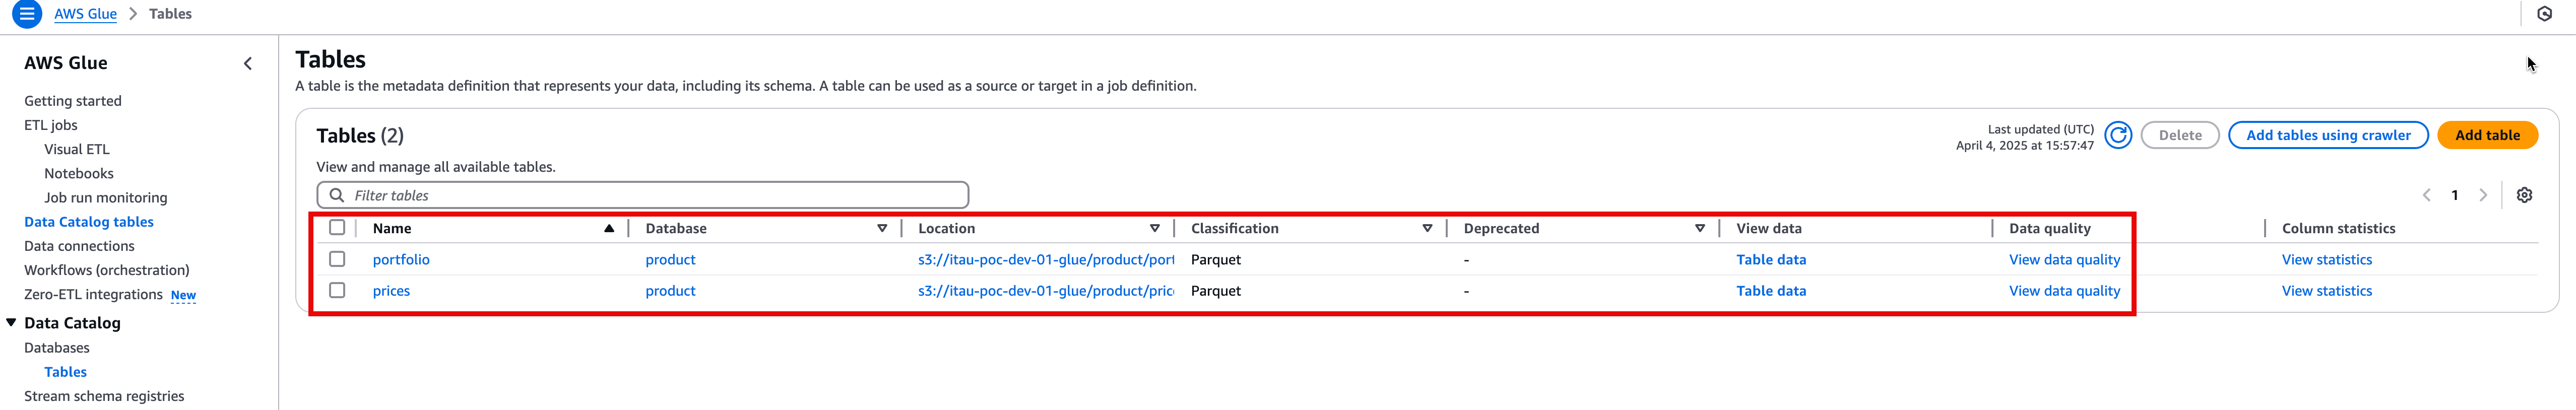 AWS Glue > Tables
AWS Glue
Getting started
ETL jobs
Visual ETL
Notebooks
Job run monitoring
Data Catalog tables
Data connections
Workflows (orchestration)
Zero-ETL integrations New
Data Catalog
Databases
Tables
Stream schema registries
Tables
A table is the metadata definition that represents your data, including its schema. A table can be used as a source or target in a job definition.
Tables (2)
Last updated (UTC)
April 4, 2025 at 15:57:47
Delete
Add tables using crawler
Add table
View and manage all available tables.
Filter tables
1
Name Database Location Classification Deprecated View data Data quality Column statistics
portfolio product s3://itau-poc-dev-01-glue/product/port Parquet - Table data View data quality View statistics
prices product s3://itau-poc-dev-01-glue/product/pric Parquet - Table data View data quality View statistics